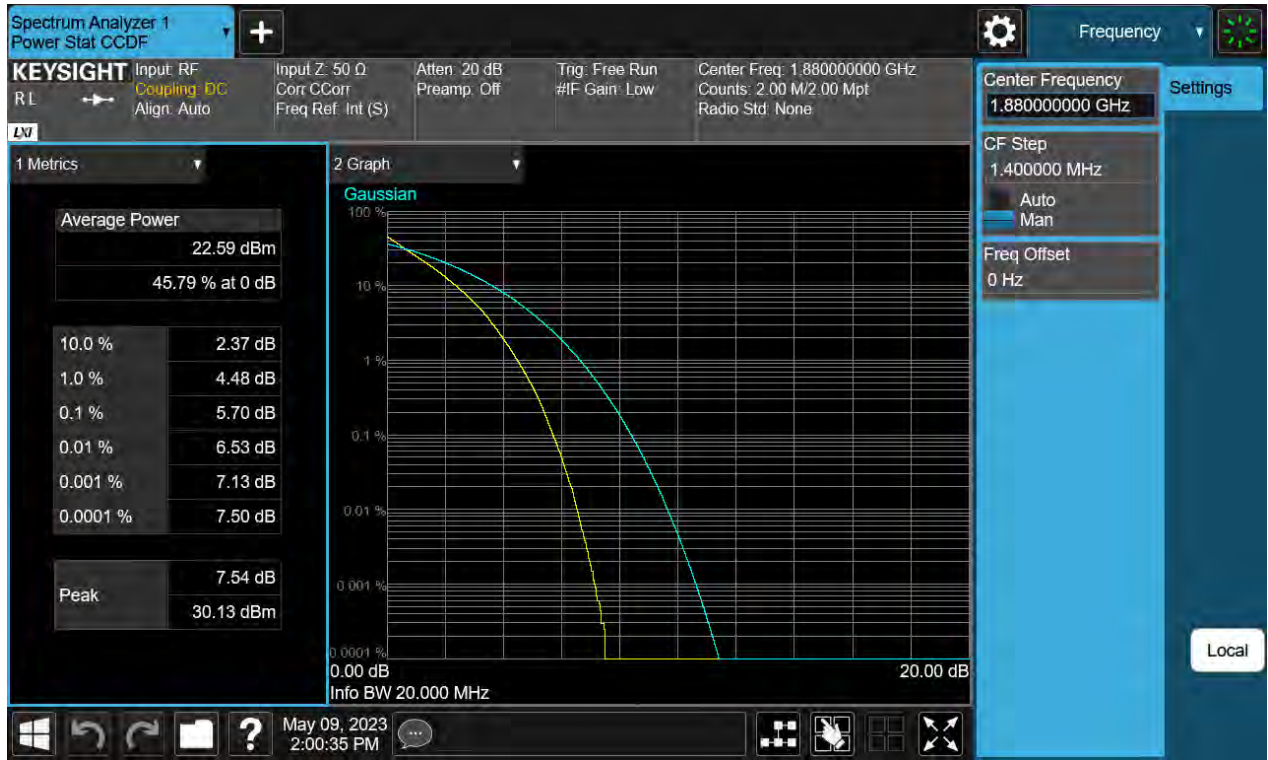 Spectrum Analyzer 1
Power Stat CCDF
+
Frequency
KEYSIGHT
RL
LXI
Input: RF
Coupling: DC
Align: Auto
Input Z: 50 Ω
Corr CCorr
Freq Ref: Int (S)
Atten: 20 dB
Preamp: Off
Trig: Free Run
#IF Gain: Low
Center Freq: 1.880000000 GHz
Counts: 2.00 M/2.00 Mpt
Radio Std: None
1 Metrics
Average Power
22.59 dBm
45.79 % at 0 dB
10.0 % 2.37 dB
1.0 % 4.48 dB
0.1 % 5.70 dB
0.01 % 6.53 dB
0.001 % 7.13 dB
0.0001 % 7.50 dB
Peak
7.54 dB
30.13 dBm
2 Graph
Gaussian
100 %
10 %
1 %
0.1 %
0.01 %
0.001 %
0.0001 %
0.00 dB 20.00 dB
Info BW 20.000 MHz
Center Frequency
1.880000000 GHz
Settings
CF Step
1.400000 MHz
Auto
Man
Freq Offset
0 Hz
Local
?
May 09, 2023
2:00:35 PM